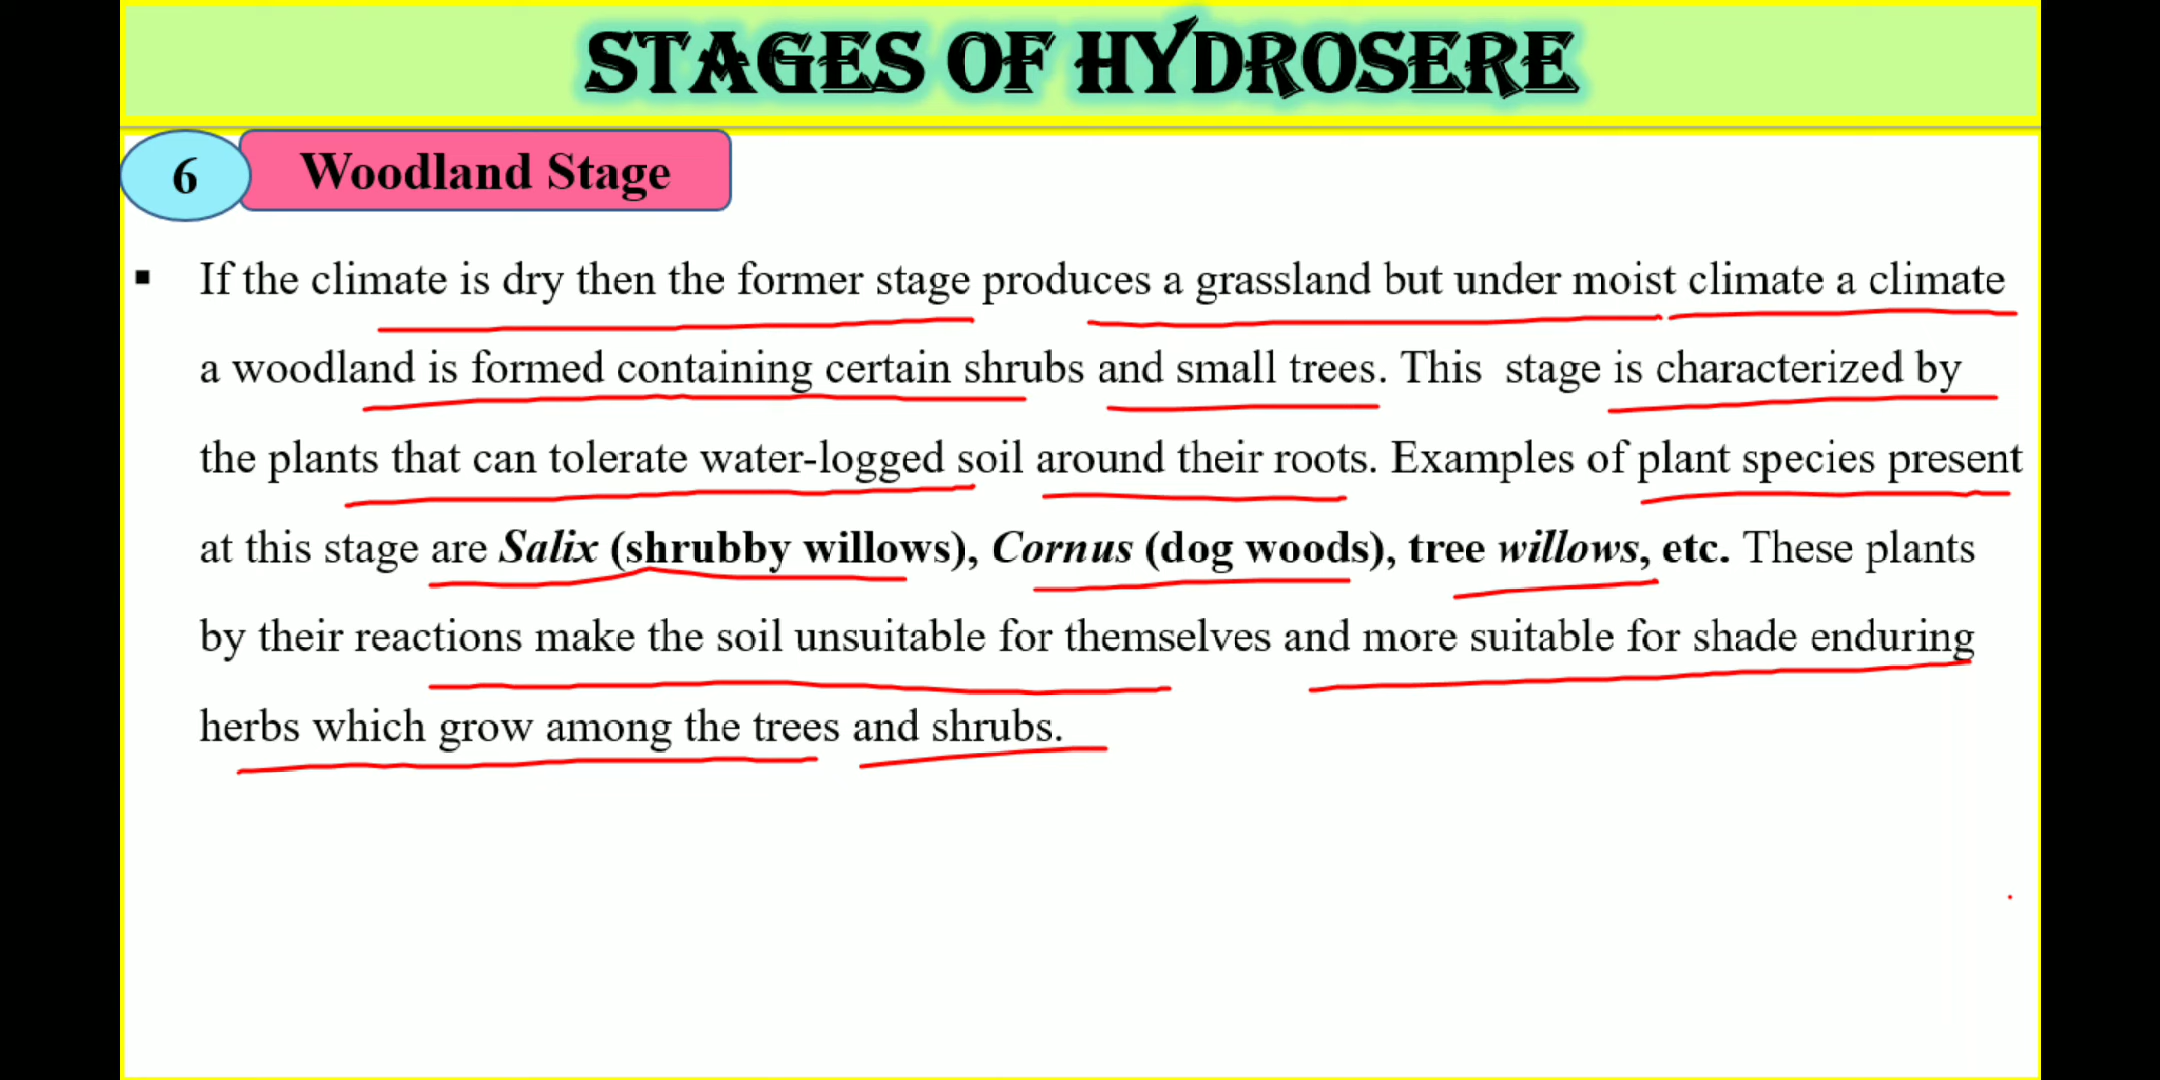 STAGES OF HYDROSERE
6 Woodland Stage
▪ If the climate is dry then the former stage produces a grassland but under moist climate a climate
a woodland is formed containing certain shrubs and small trees. This stage is characterized by
the plants that can tolerate water-logged soil around their roots. Examples of plant species present
at this stage are Salix (shrubby willows), Cornus (dog woods), tree willows, etc. These plants
by their reactions make the soil unsuitable for themselves and more suitable for shade enduring
herbs which grow among the trees and shrubs.